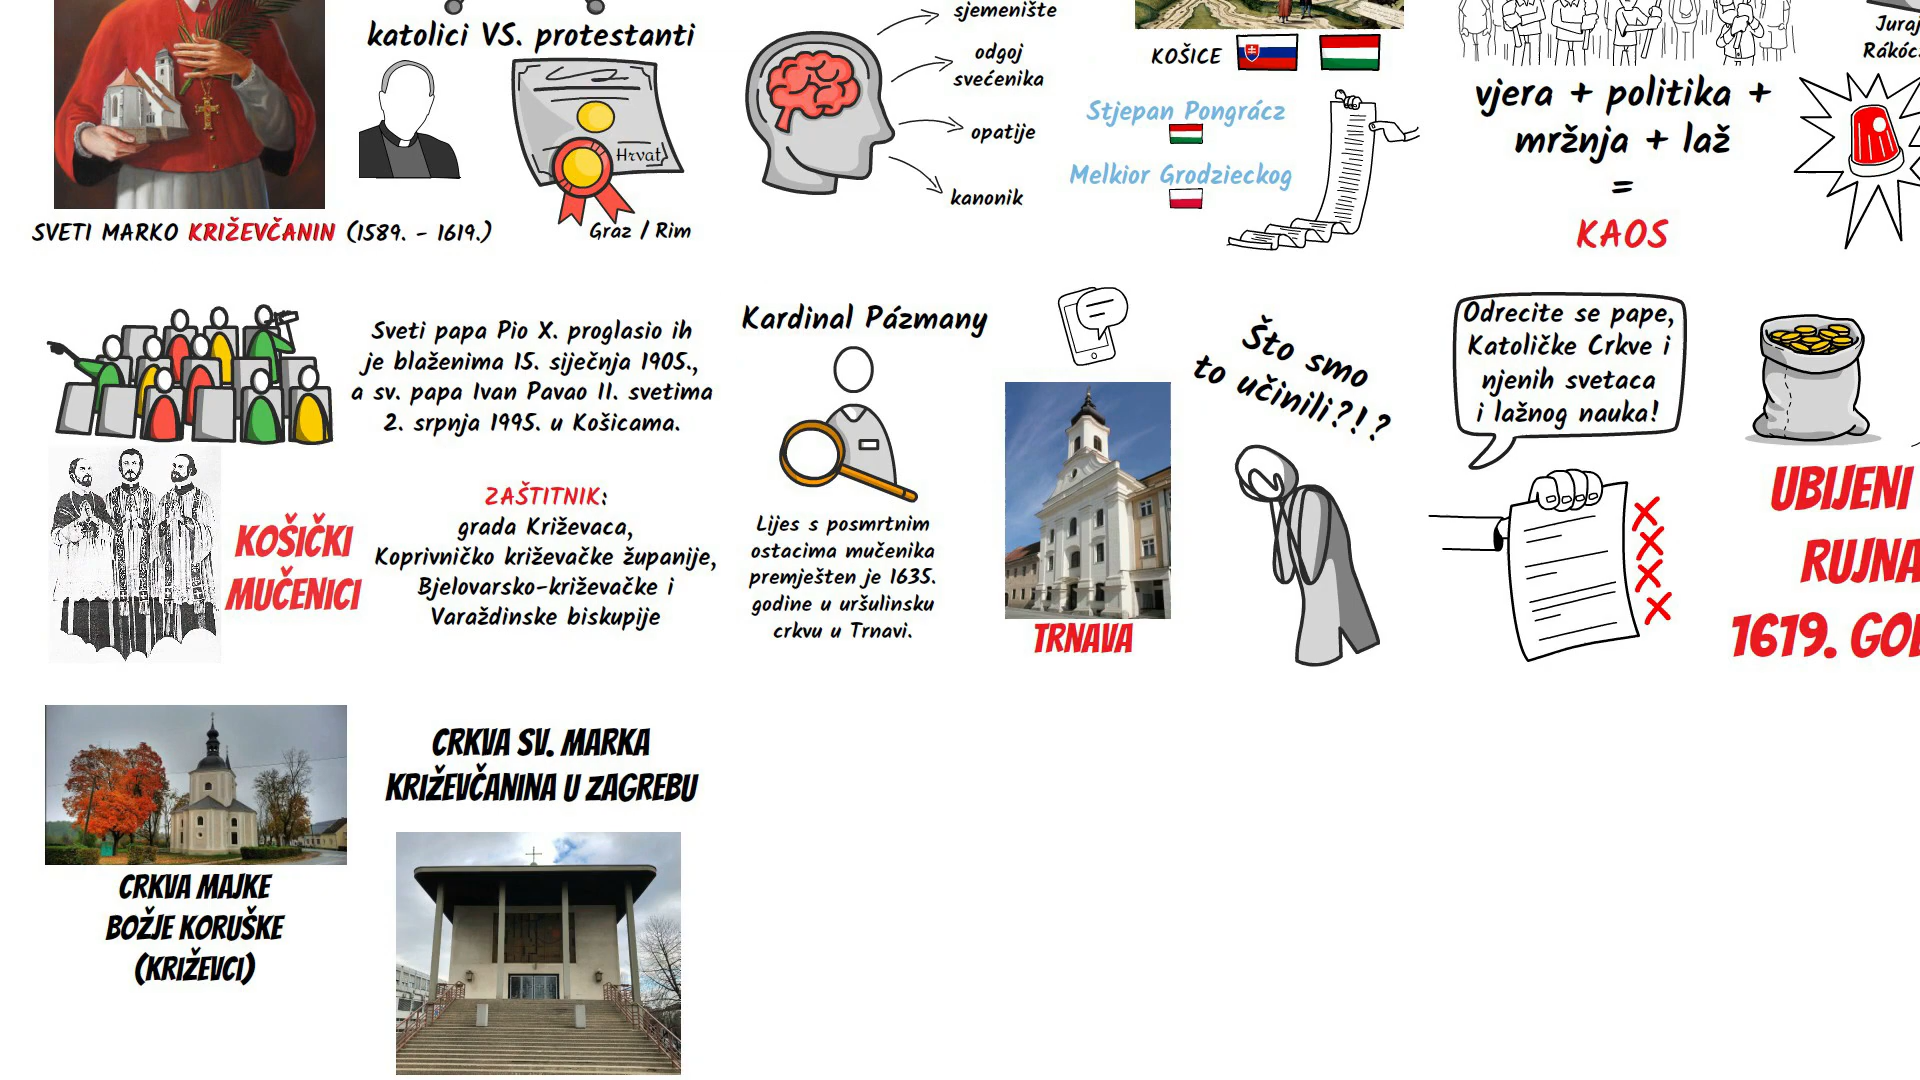 katolici VS. protestanti
Hrvat
Graz / Rim
SVETI MARKO KRIŽEVČANIN (1589. - 1619.)
sjemenište
odgoj
svećenika
opatije
kanonik
KOŠICE
Stjepan Pongrácz
Melkior Grodzieckog
vjera + politika +
mržnja + laž
=
KAOS
Juraj
Sveti papa Pio X. proglasio ih
je blaženima 15. siječnja 1905.,
a sv. papa Ivan Pavao II. svetima
2. srpnja 1995. u Košicama.
KOŠIČKI
MUČENICI
ZAŠTITNIK:
grada Križevaca,
Koprivničko križevačke županije,
Bjelovarsko-križevačke i
Varaždinske biskupije
Kardinal Pázmany
Lijes s posmrtnim
ostacima mučenika
premješten je 1635.
godine u uršulinsku
crkvu u Trnavi.
TRNAVA
Što smo
to učinili?!?
Odrecite se pape,
Katoličke Crkve i
njenih svetaca
i lažnog nauka!
UBIJENI
1619.
CRKVA MAJKE
BOŽJE KORUŠKE
(KRIŽEVCI)
CRKVA SV. MARKA
KRIŽEVČANINA U ZAGREBU